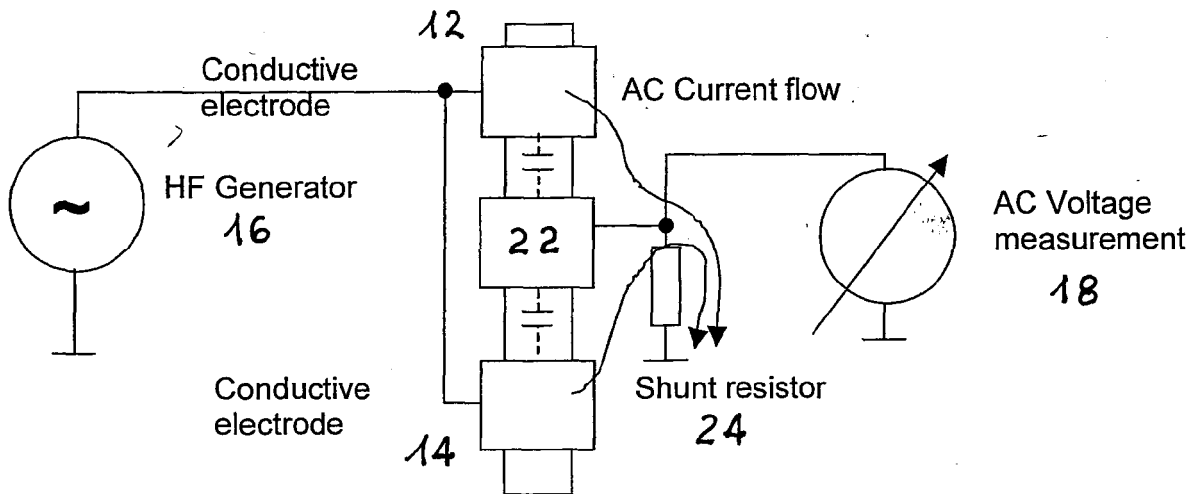 12
Conductive
electrode
AC Current flow
HF Generator
16
~
22
AC Voltage
measurement
18
Conductive
electrode
14
Shunt resistor
24